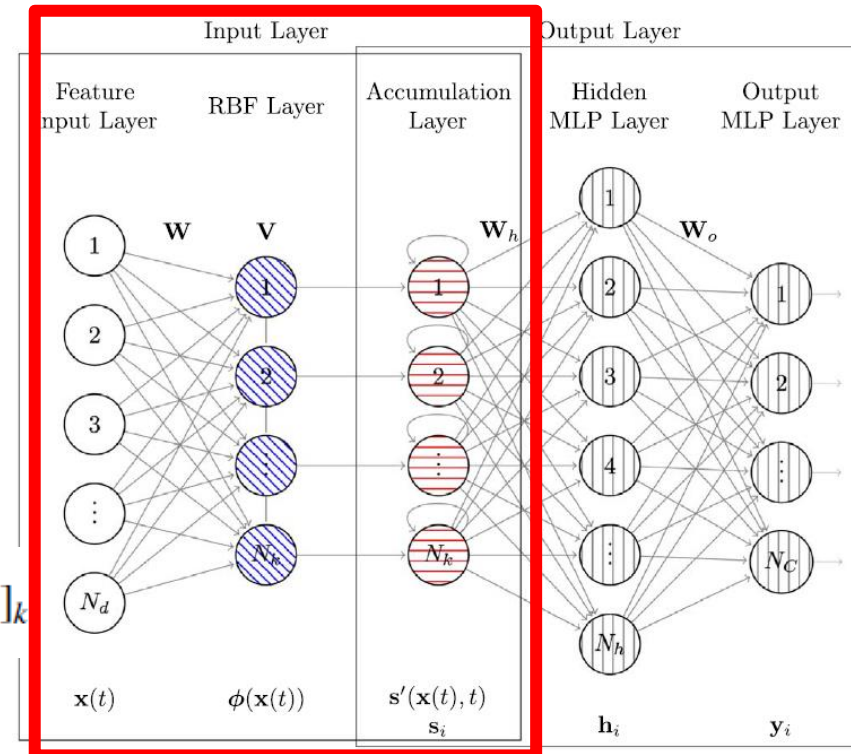 Input Layer
Output Layer
Feature
Input Layer
RBF Layer
Accumulation
Layer
Hidden
MLP Layer
Output
MLP Layer
W
V
W_h
W_o
1
2
3
⋮
N_d
1
2
⋮
N_k
1
2
⋮
N_k
1
2
3
4
⋮
N_h
1
2
⋮
N_C
]_k
x(t)
ϕ(x(t))
s′(x(t), t)
s_i
h_i
y_i